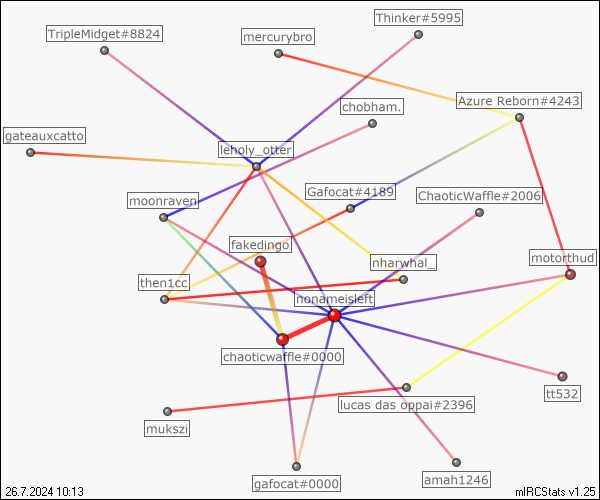 Thinker#5995
TripleMidget#8824
mercurybro
Azure Reborn#4243
chobham.
gateauxcatto
leholy_otter
Gafocat#4189
ChaoticWaffle#2006
moonraven
fakedingo
motorthud
nharwhal_
then1cc
nonameisleft
chaoticwaffle#0000
tt532
lucas das oppai#2396
mukszi
amah1246
gafocat#0000
26.7.2024 10:13
mIRCStats v1.25